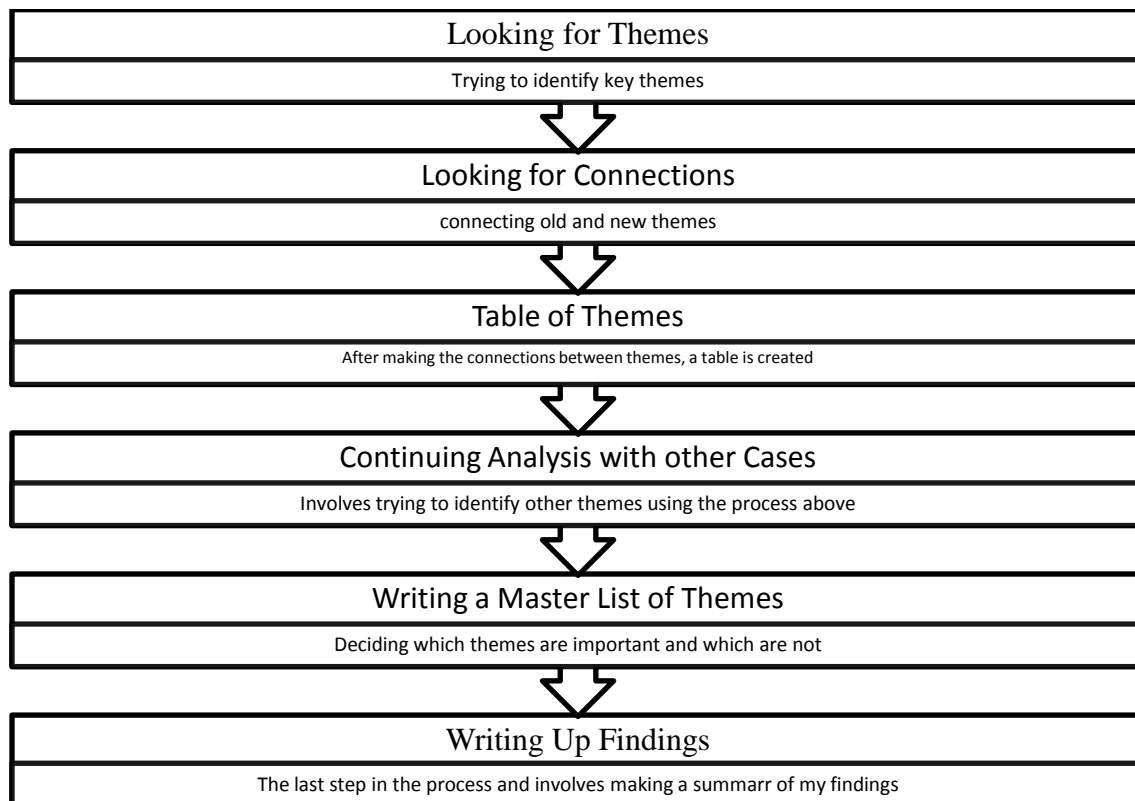 Looking for Themes
Trying to identify key themes
Looking for Connections
connecting old and new themes
Table of Themes
After making the connections between themes, a table is created
Continuing Analysis with other Cases
Involves trying to identify other themes using the process above
Writing a Master List of Themes
Deciding which themes are important and which are not
Writing Up Findings
The last step in the process and involves making a summarr of my findings